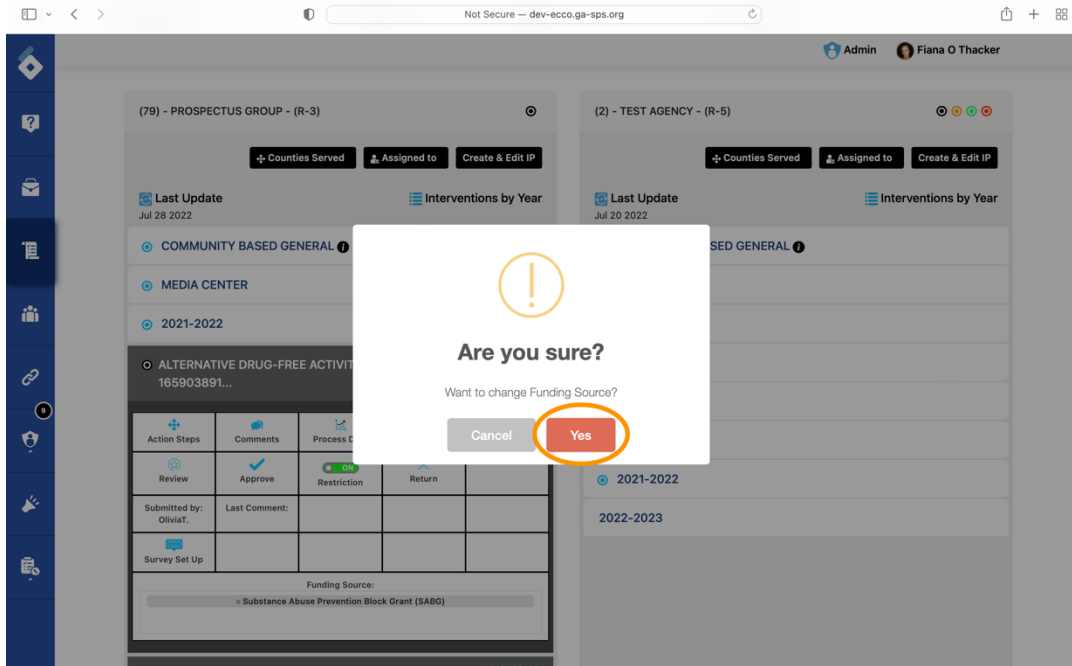 Not Secure — dev-ecco.ga-sps.org
Admin
Fiana O Thacker
(79) - PROSPECTUS GROUP - (R-3)
Counties Served
Assigned to
Create & Edit IP
Last Update
Interventions by Year
Jul 28 2022
COMMUNITY BASED GENERAL
MEDIA CENTER
2021-2022
ALTERNATIVE DRUG-FREE ACTIVIT
165903891...
Action Steps
Comments
Process D
Review
Approve
ON
Restriction
Return
Submitted by:
OliviaT.
Last Comment:
Survey Set Up
Funding Source:
× Substance Abuse Prevention Block Grant (SABG)
(2) - TEST AGENCY - (R-5)
Counties Served
Assigned to
Create & Edit IP
Last Update
Interventions by Year
Jul 20 2022
SED GENERAL
2021-2022
2022-2023
Are you sure?
Want to change Funding Source?
Cancel
Yes
9